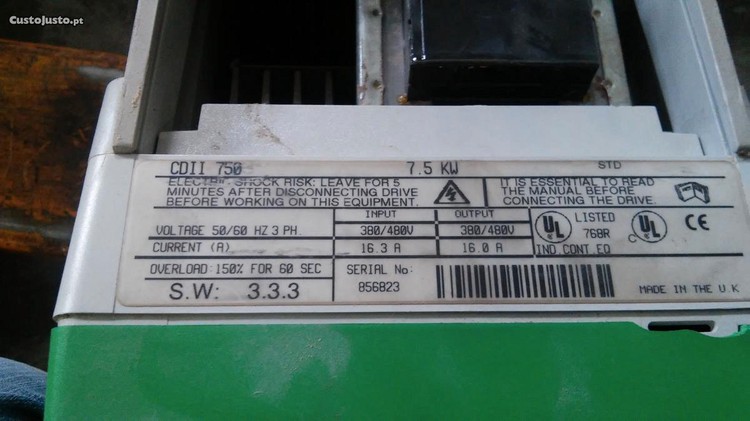 CustoJusto.pt
CDII 750 7.5 KW STD
ELECTRIC SHOCK RISK: LEAVE FOR 5
MINUTES AFTER DISCONNECTING DRIVE
BEFORE WORKING ON THIS EQUIPMENT.
IT IS ESSENTIAL TO READ
THE MANUAL BEFORE
CONNECTING THE DRIVE.
INPUT OUTPUT
VOLTAGE 50/60 HZ 3 PH. 380/480V 380/480V
CURRENT (A) 16.3 A 16.0 A
UL LISTED 768R C UL CE
IND.CONT.EQ
OVERLOAD: 150% FOR 60 SEC
S.W: 3.3.3
SERIAL No:
856823
MADE IN THE U.K